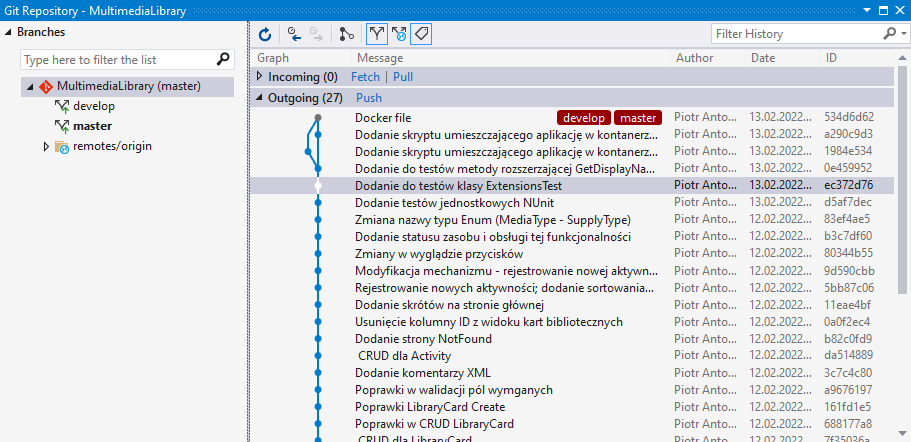 Git Repository - MultimediaLibrary
Branches
Type here to filter the list
MultimediaLibrary (master)
develop
master
remotes/origin
Filter History
Graph Message Author Date ID
Incoming (0) Fetch | Pull
Outgoing (27) Push
Docker file develop master Piotr Anto... 13.02.2022... 534d6d62
Dodanie skryptu umieszczającego aplikację w kontanerz... Piotr Anto... 13.02.2022... a290c9d3
Dodanie skryptu umieszczającego aplikację w kontanerz... Piotr Anto... 13.02.2022... 1984e534
Dodanie do testów metody rozszerzającej GetDisplayNa... Piotr Anto... 13.02.2022... 0e459952
Dodanie do testów klasy ExtensionsTest Piotr Anto... 13.02.2022... ec372d76
Dodanie testów jednostkowych NUnit Piotr Anto... 13.02.2022... d5af7dec
Zmiana nazwy typu Enum (MediaType - SupplyType) Piotr Anto... 12.02.2022... 83ef4ae5
Dodanie statusu zasobu i obsługi tej funkcjonalności Piotr Anto... 12.02.2022... b3c7df60
Zmiany w wyglądzie przycisków Piotr Anto... 12.02.2022... 80344b55
Modyfikacja mechanizmu - rejestrowanie nowej aktywn... Piotr Anto... 12.02.2022... 9d590cbb
Rejestrowanie nowych aktywności; dodanie sortowania... Piotr Anto... 12.02.2022... 5bb87c06
Dodanie skrótów na stronie głównej Piotr Anto... 12.02.2022... 11eae4bf
Usunięcie kolumny ID z widoku kart bibliotecznych Piotr Anto... 12.02.2022... 0a0f2ec4
Dodanie strony NotFound Piotr Anto... 12.02.2022... b82c0fd9
CRUD dla Activity Piotr Anto... 12.02.2022... da514889
Dodanie komentarzy XML Piotr Anto... 12.02.2022... 3c7c4c80
Poprawki w walidacji pól wymganych Piotr Anto... 12.02.2022... a9676197
Poprawki LibraryCard Create Piotr Anto... 12.02.2022... 161fd1e5
Poprawki w CRUD LibraryCard Piotr Anto... 12.02.2022... 688177a8
CRUD dla LibraryCard Piotr Anto... 12.02.2022... 7f35036a